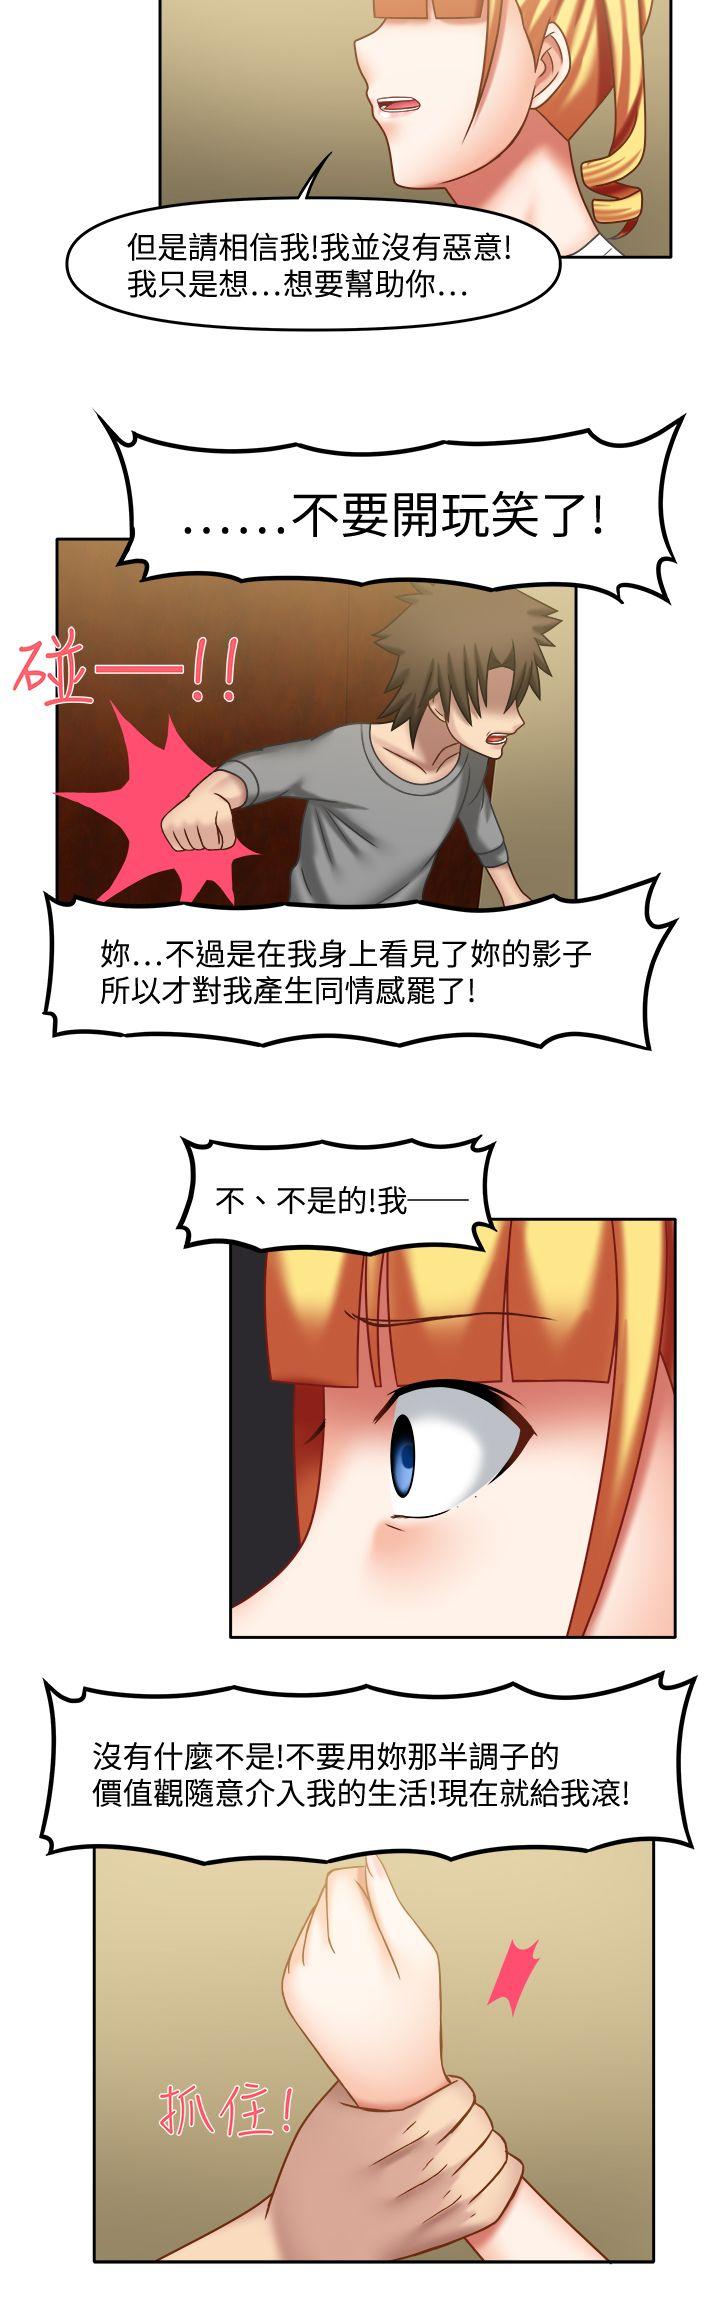 但是請相信我!我並沒有惡意!
我只是想...想要幫助你...
......不要開玩笑了!
碰──!!
妳...不過是在我身上看見了妳的影子
所以才對我產生同情感罷了!
不、不是的!我──
沒有什麼不是!不要用妳那半調子的
價值觀隨意介入我的生活!現在就給我滾!
抓住!